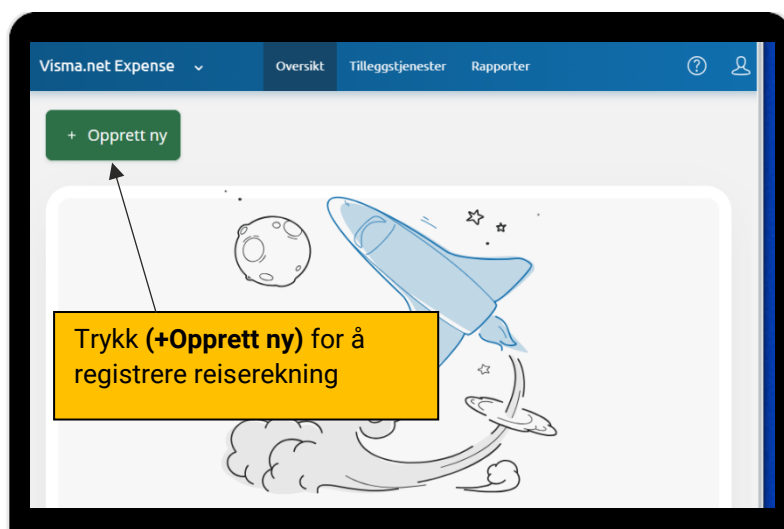 Visma.net Expense Oversikt Tilleggstjenester Rapporter
+ Opprett ny
Trykk (+Opprett ny) for å
registrere reiserekning